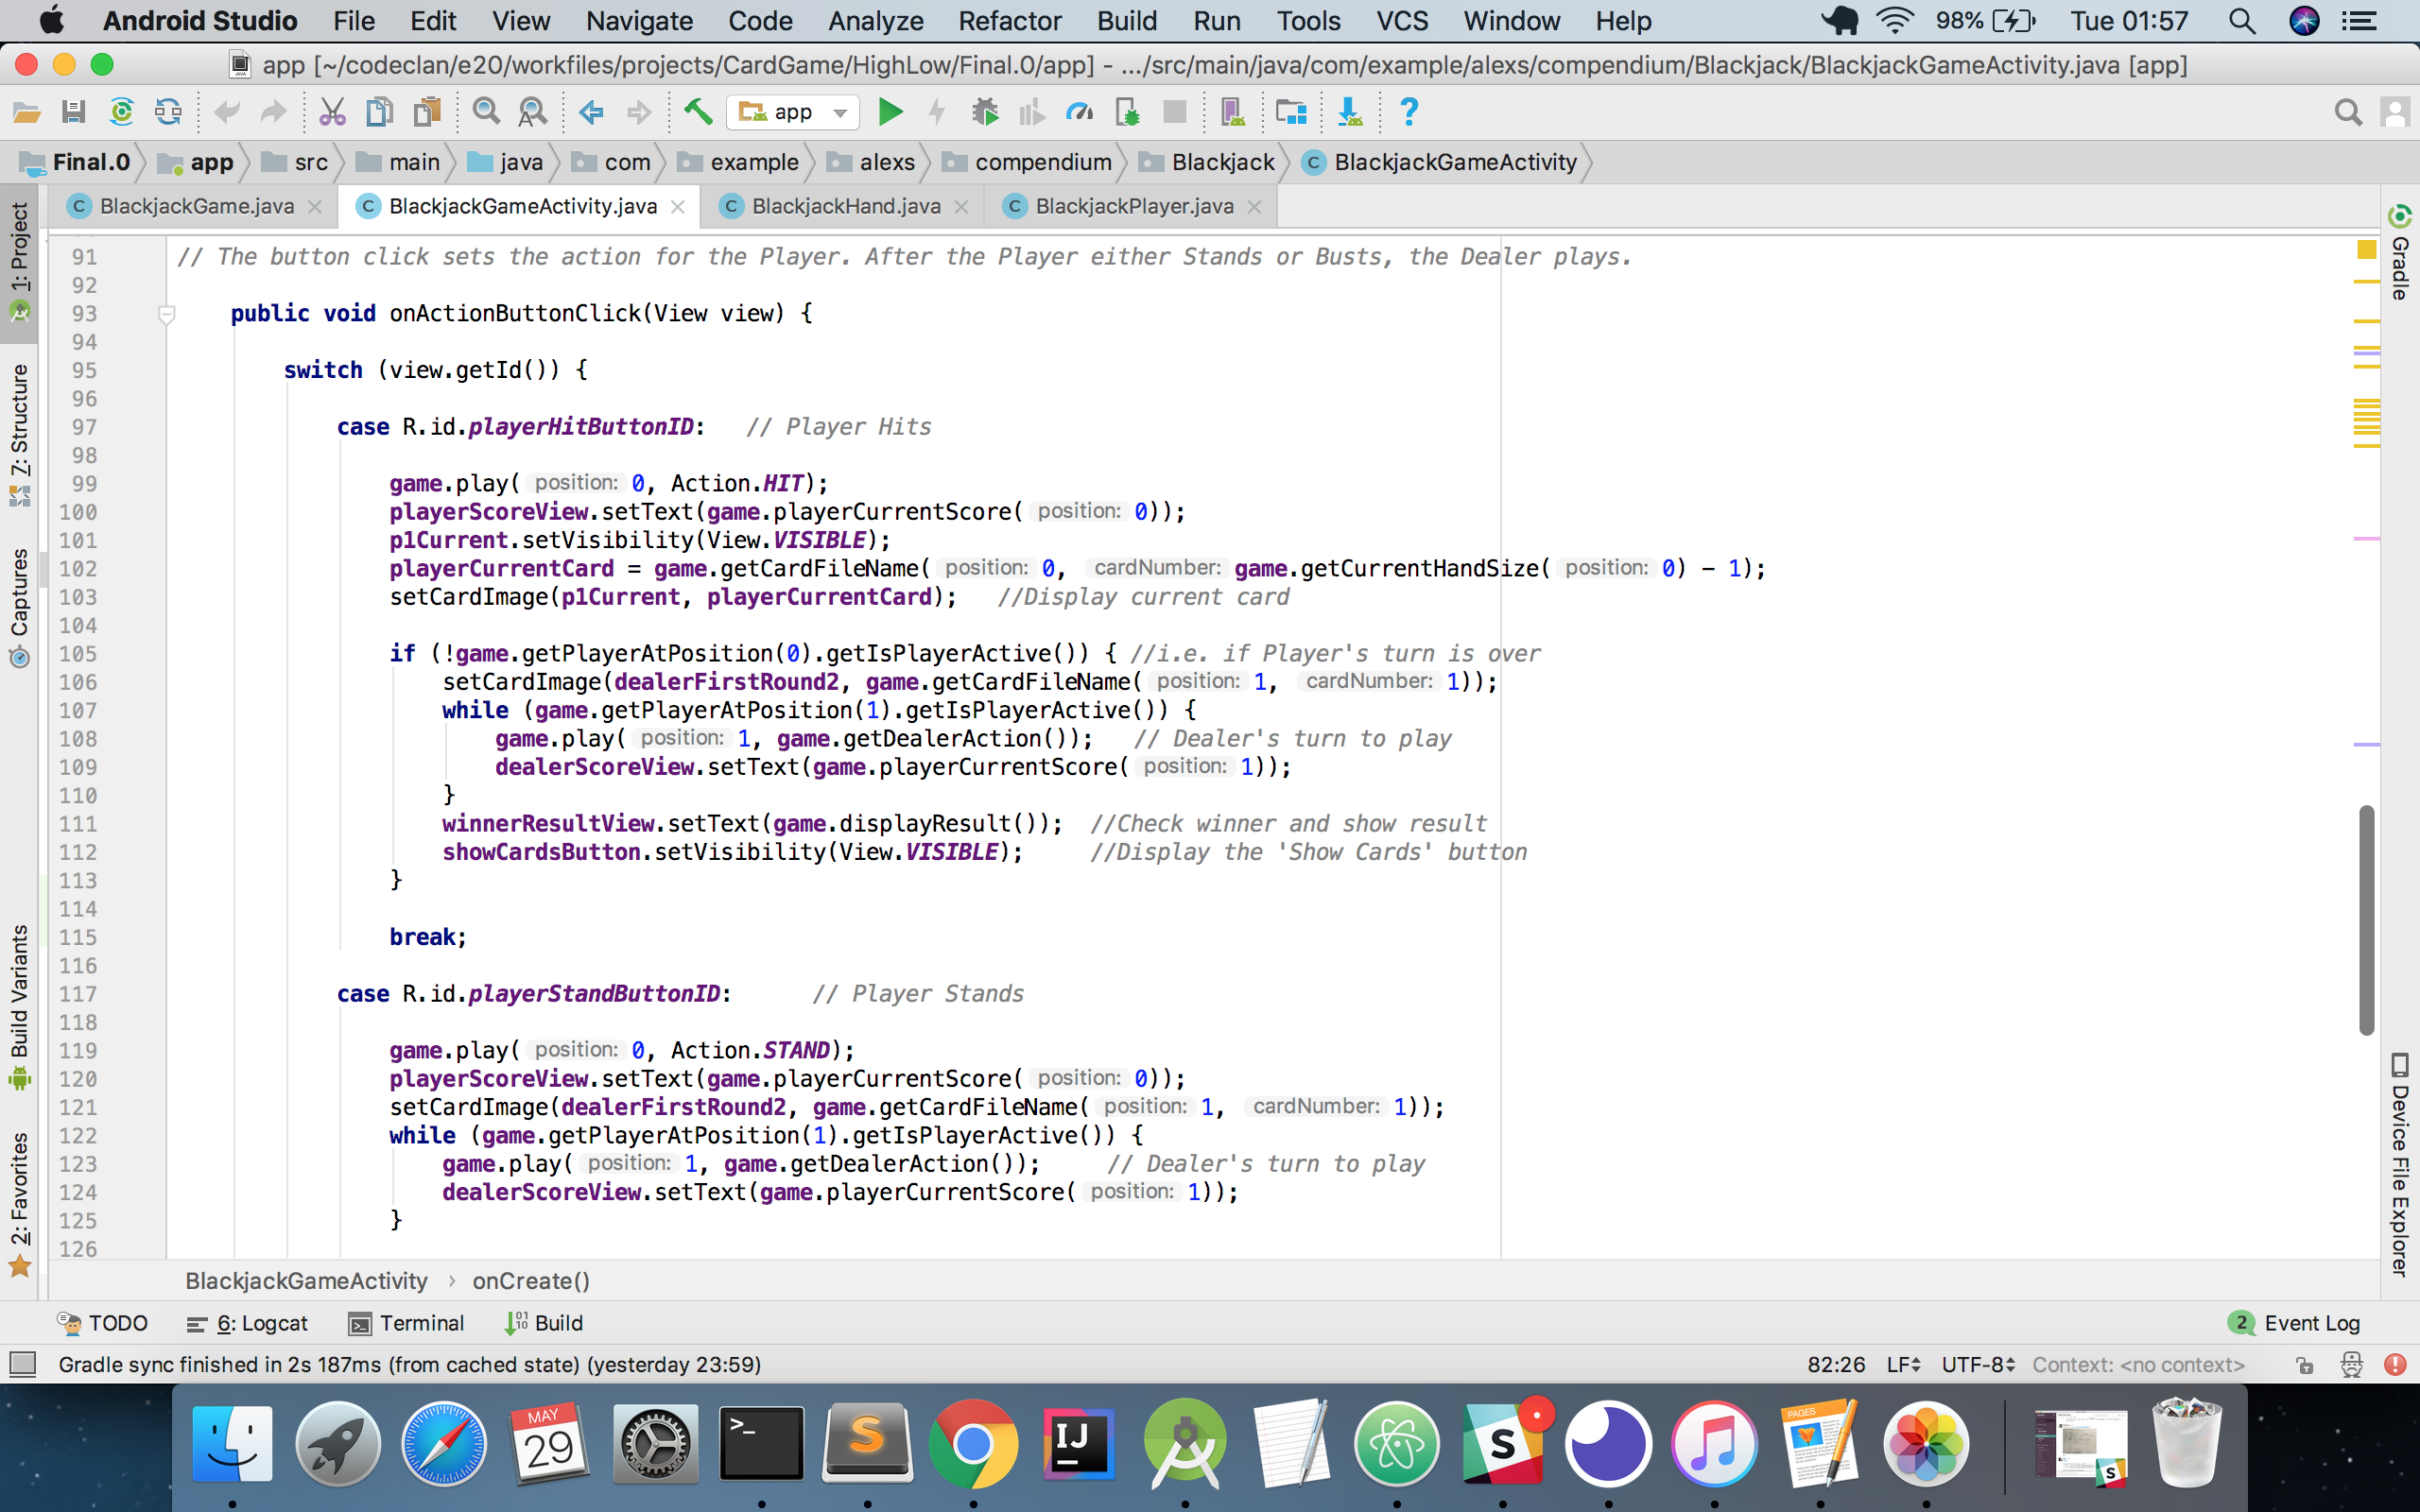 Android Studio File Edit View Navigate Code Analyze Refactor Build Run Tools VCS Window Help 98% Tue 01:57
app [~/codeclan/e20/workfiles/projects/CardGame/HighLow/Final.0/app] - .../src/main/java/com/example/alexs/compendium/Blackjack/BlackjackGameActivity.java [app]
app
Final.0 app src main java com example alexs compendium Blackjack BlackjackGameActivity
BlackjackGame.java BlackjackGameActivity.java BlackjackHand.java BlackjackPlayer.java
1: Project
7: Structure
Captures
Build Variants
2: Favorites
91 // The button click sets the action for the Player. After the Player either Stands or Busts, the Dealer plays.
92
93 public void onActionButtonClick(View view) {
94
95 switch (view.getId()) {
96
97 case R.id.playerHitButtonID: // Player Hits
98
99 game.play( position: 0, Action.HIT);
100 playerScoreView.setText(game.playerCurrentScore( position: 0));
101 p1Current.setVisibility(View.VISIBLE);
102 playerCurrentCard = game.getCardFileName( position: 0, cardNumber: game.getCurrentHandSize( position: 0) - 1);
103 setCardImage(p1Current, playerCurrentCard); //Display current card
104
105 if (!game.getPlayerAtPosition(0).getIsPlayerActive()) { //i.e. if Player's turn is over
106 setCardImage(dealerFirstRound2, game.getCardFileName( position: 1, cardNumber: 1));
107 while (game.getPlayerAtPosition(1).getIsPlayerActive()) {
108 game.play( position: 1, game.getDealerAction()); // Dealer's turn to play
109 dealerScoreView.setText(game.playerCurrentScore( position: 1));
110 }
111 winnerResultView.setText(game.displayResult()); //Check winner and show result
112 showCardsButton.setVisibility(View.VISIBLE); //Display the 'Show Cards' button
113 }
114
115 break;
116
117 case R.id.playerStandButtonID: // Player Stands
118
119 game.play( position: 0, Action.STAND);
120 playerScoreView.setText(game.playerCurrentScore( position: 0));
121 setCardImage(dealerFirstRound2, game.getCardFileName( position: 1, cardNumber: 1));
122 while (game.getPlayerAtPosition(1).getIsPlayerActive()) {
123 game.play( position: 1, game.getDealerAction()); // Dealer's turn to play
124 dealerScoreView.setText(game.playerCurrentScore( position: 1));
125 }
126
Gradle
Device File Explorer
BlackjackGameActivity › onCreate()
TODO 6: Logcat Terminal Build 2 Event Log
Gradle sync finished in 2s 187ms (from cached state) (yesterday 23:59) 82:26 LF UTF-8 Context: <no context>
MAY
29
>_
S
IJ
S
PAGES
S